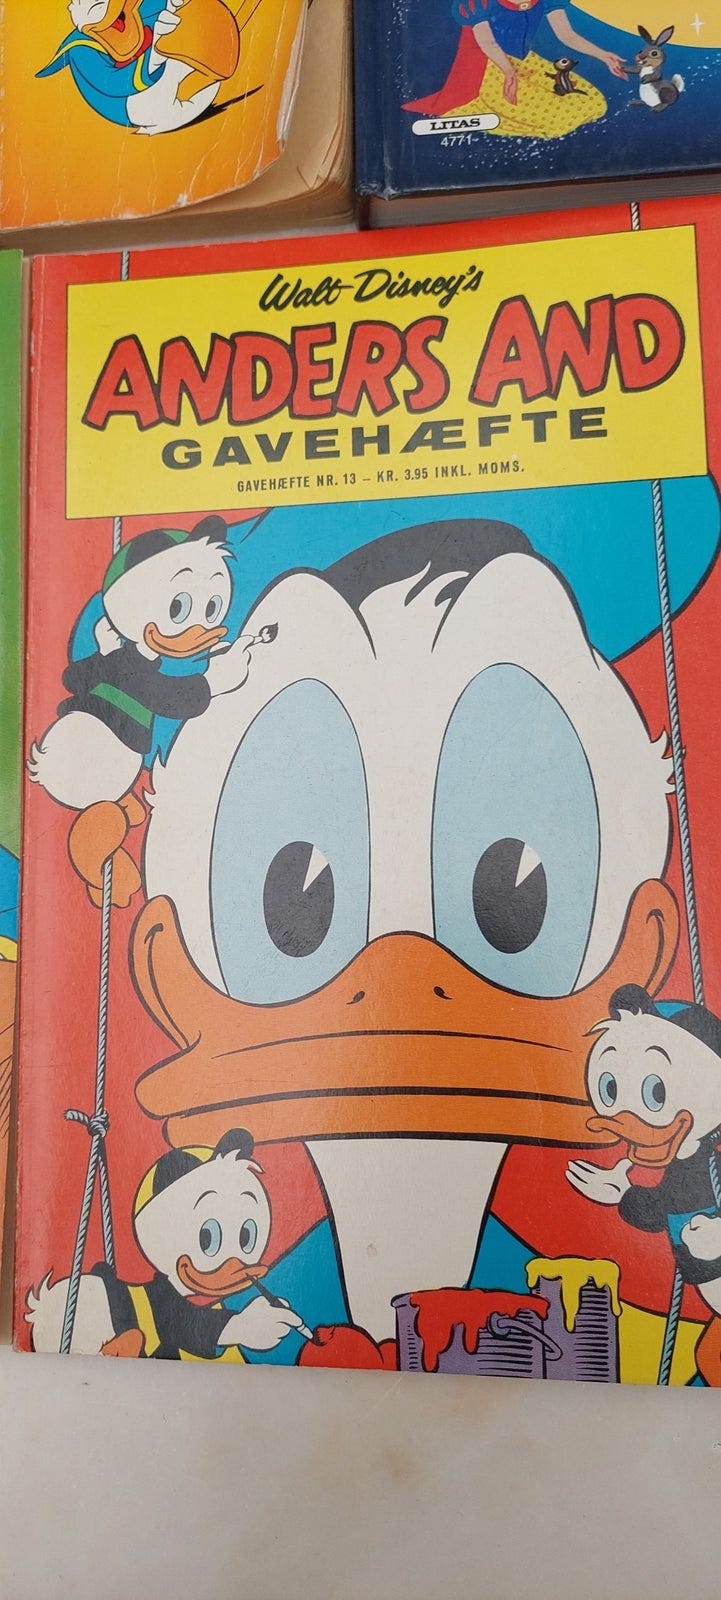 LITAS
4771-
Walt Disney's
ANDERS AND
GAVEHÆFTE
GAVEHÆFTE NR. 13 – KR. 3.95 INKL. MOMS.